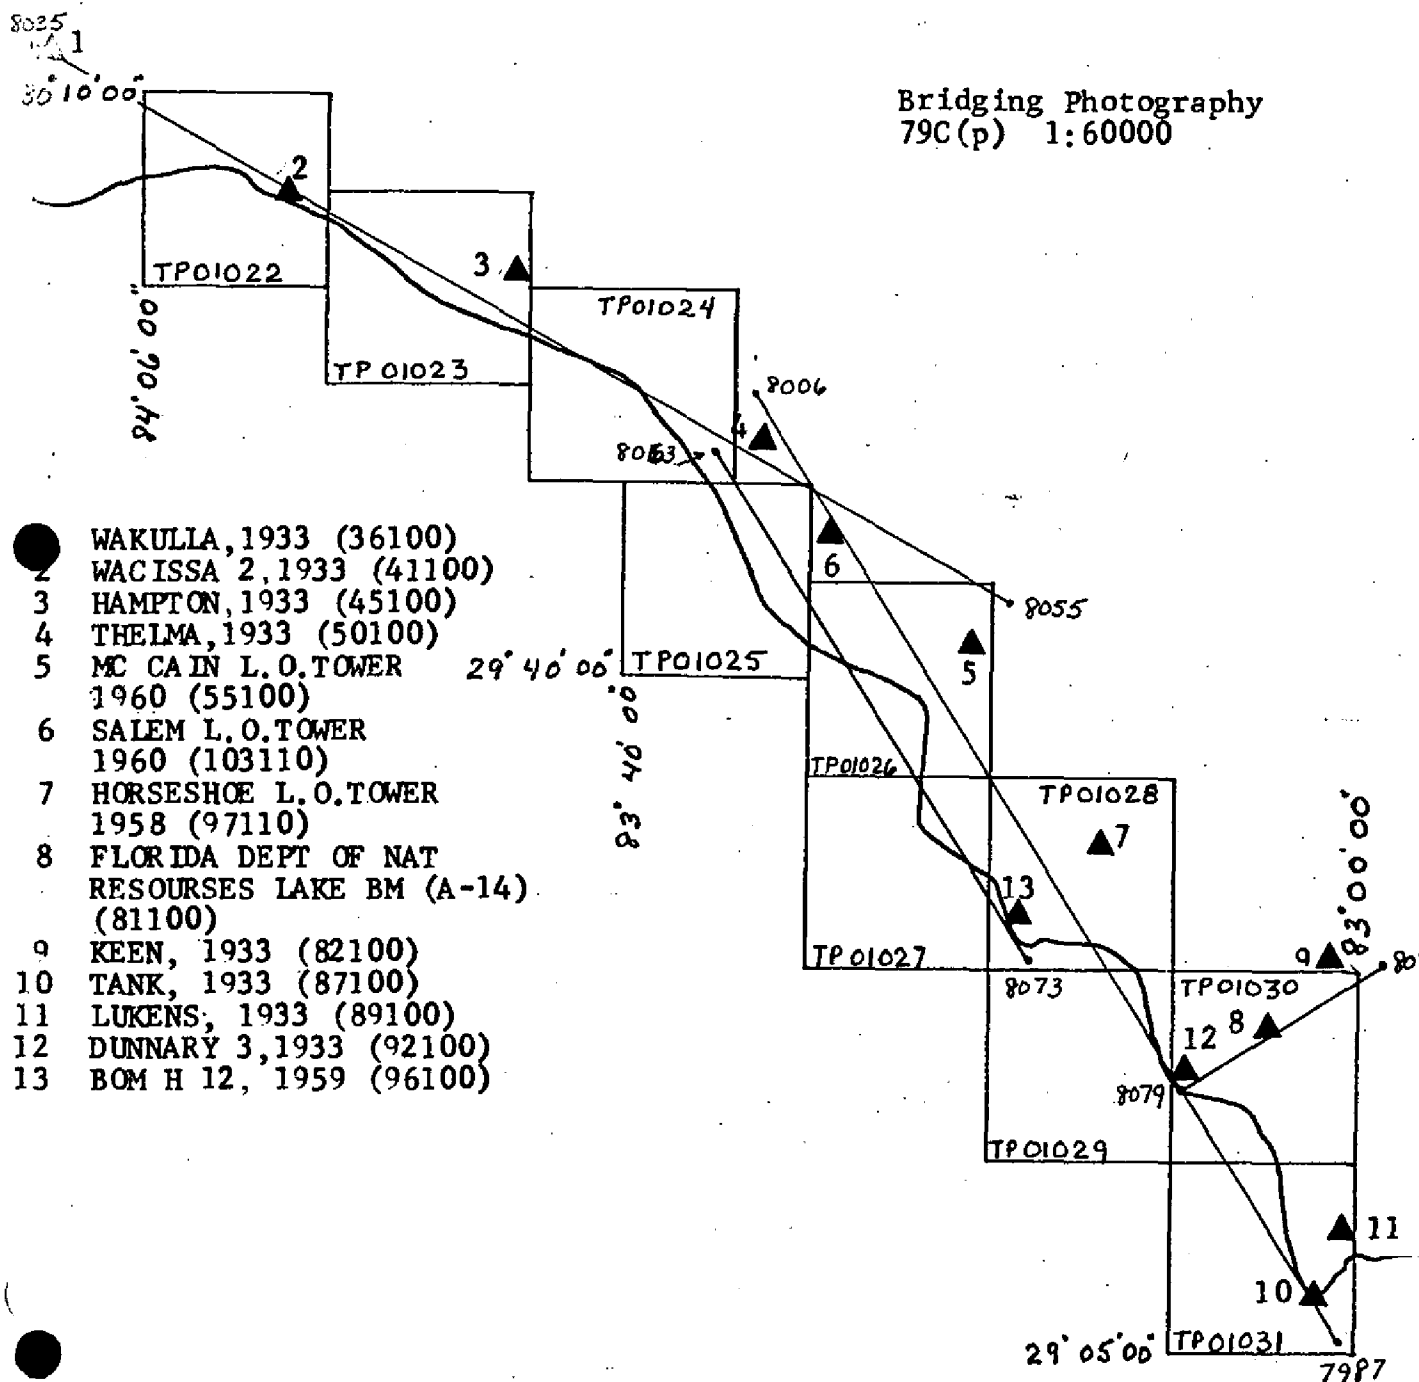 8035
1
30°10'00"
Bridging Photography
79C(p) 1:60000
2
3
TP01022
TP01024
84°06'00"
TP01023
8006
4
8063
WAKULLA,1933 (36100)
2 WACISSA 2,1933 (41100)
3 HAMPTON,1933 (45100)
4 THELMA,1933 (50100)
5 MC CAIN L.O.TOWER
1960 (55100)
6 SALEM L.O.TOWER
1960 (103110)
7 HORSESHOE L.O.TOWER
1958 (97110)
8 FLORIDA DEPT OF NAT
RESOURSES LAKE BM (A-14)
(81100)
9 KEEN, 1933 (82100)
10 TANK, 1933 (87100)
11 LUKENS, 1933 (89100)
12 DUNNARY 3,1933 (92100)
13 BOM H 12, 1959 (96100)
6
8055
5
29°40'00"
TP01025
83°40'00"
TP01026
TP01028
7
83°00'00"
13
TP01027
8073
9
TP01030
8
12
8079
TP01029
11
10
29°05'00"
TP01031
7987